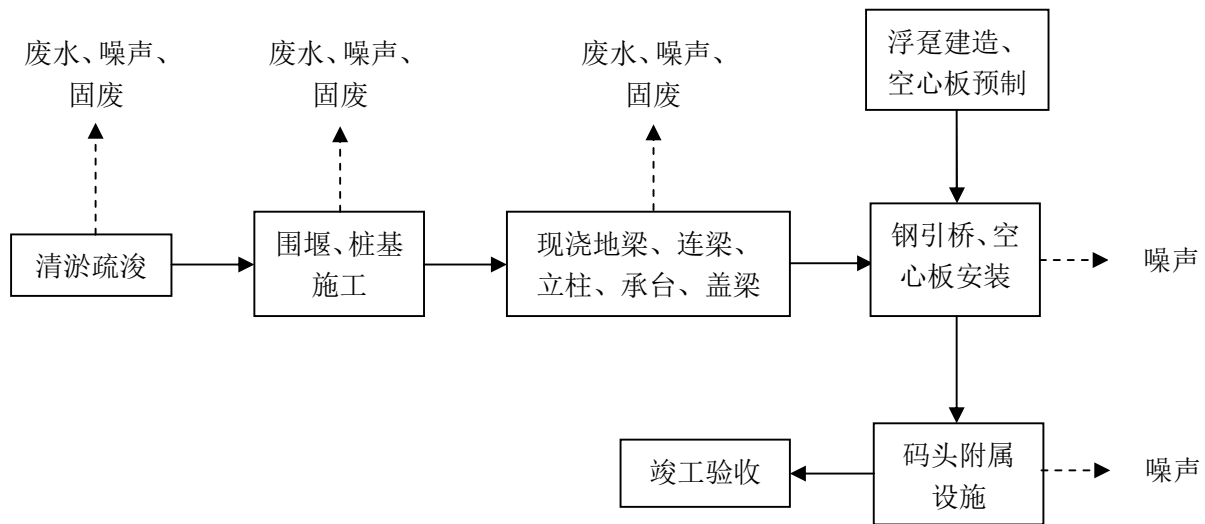 废水、噪声、
固废
废水、噪声、
固废
废水、噪声、
固废
浮趸建造、
空心板预制
清淤疏浚
围堰、桩基
施工
现浇地梁、连梁、
立柱、承台、盖梁
钢引桥、空
心板安装
噪声
竣工验收
码头附属
设施
噪声